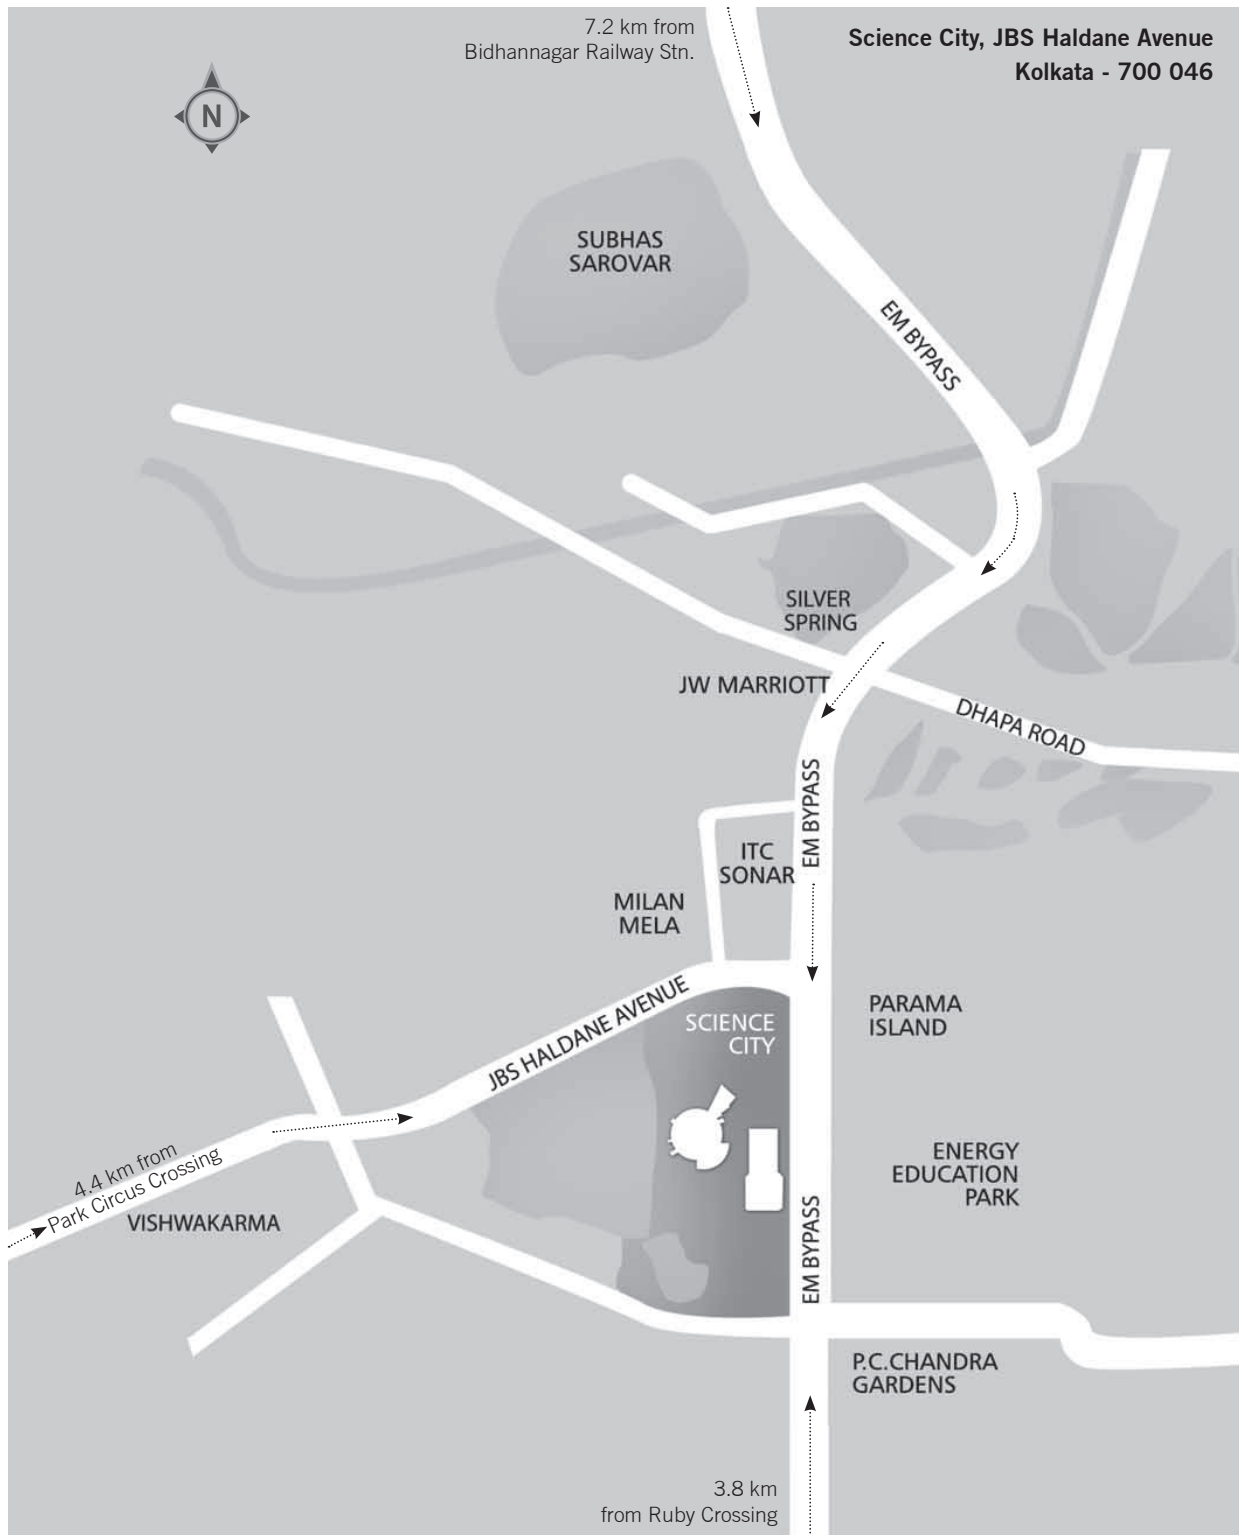 7.2 km from
Bidhannagar Railway Stn.
Science City, JBS Haldane Avenue
Kolkata - 700 046
N
SUBHAS
SAROVAR
EM BYPASS
SILVER
SPRING
JW MARRIOTT
DHAPA ROAD
EM BYPASS
ITC
SONAR
MILAN
MELA
JBS HALDANE AVENUE
SCIENCE
CITY
PARAMA
ISLAND
4.4 km from
Park Circus Crossing
VISHWAKARMA
ENERGY
EDUCATION
PARK
EM BYPASS
P.C.CHANDRA
GARDENS
3.8 km
from Ruby Crossing